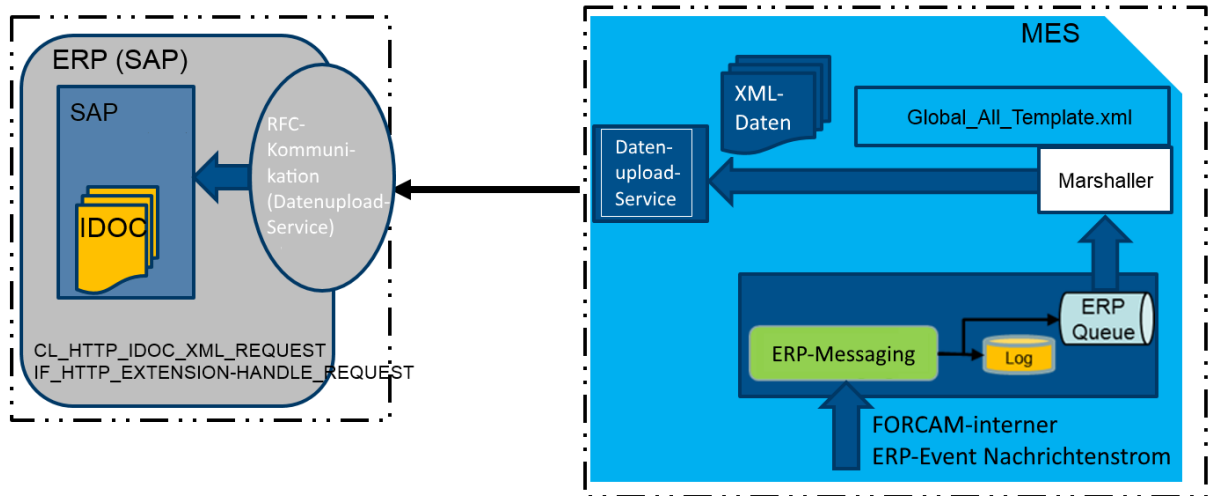 ERP (SAP)
SAP
IDOC
RFC-
Kommuni-
kation
(Datenupload-
Service)
CL_HTTP_IDOC_XML_REQUEST
IF_HTTP_EXTENSION-HANDLE_REQUEST
MES
XML-
Daten
Global_All_Template.xml
Daten-
upload-
Service
Marshaller
ERP
Queue
ERP-Messaging
Log
FORCAM-interner
ERP-Event Nachrichtenstrom